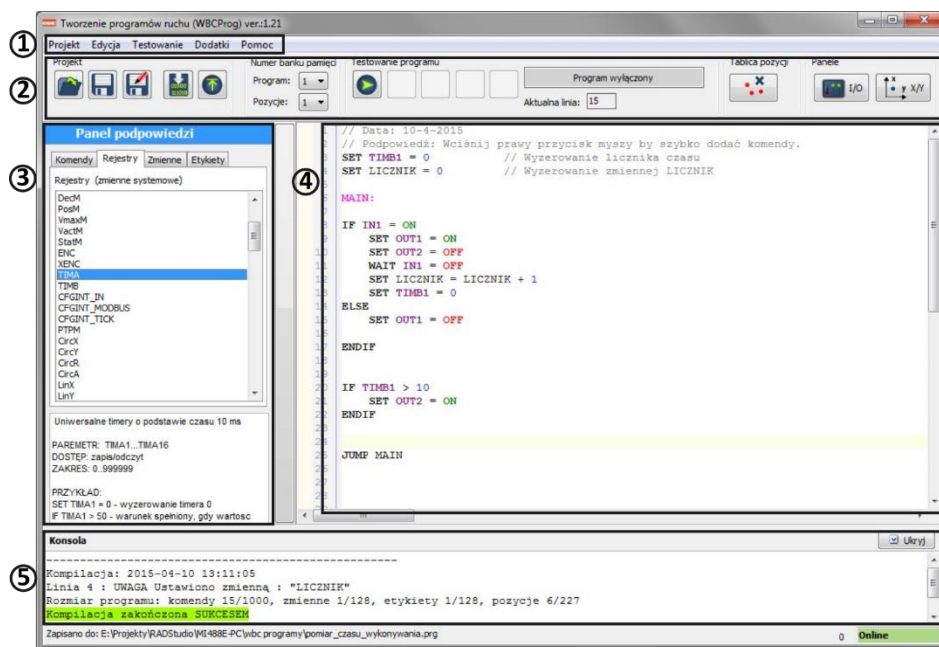 Tworzenie programów ruchu (WBCProg) ver.:1.21
① Projekt Edycja Testowanie Dodatki Pomoc
② Projekt Numer banku pamięci Testowanie programu Tablica pozycji Panele
Program: 1 Program wyłączony I/O X Y X/Y
Pozycje: 1 Aktualna linia: 15
③ Panel podpowiedzi
Komendy Rejestry Zmienne Etykiety
Rejestry (zmienne systemowe)
DecM
PosM
VmaxM
VactM
StatM
ENC
XENC
TIMA
TIMB
CFGINT_IN
CFGINT_MODBUS
CFGINT_TICK
PTPM
CircX
CircY
CircR
CircA
LinX
LinY
Uniwersalne timery o podstawie czasu 10 ms
PAREMETR: TIMA1...TIMA16
DOSTĘP: zapis/odczyt
ZAKRES: 0..999999
PRZYKŁAD:
SET TIMA1 = 0 - wyzerowanie timera 0
IF TIMA1 > 50 - warunek spełniony, gdy wartosc
④
// Data: 10-4-2015
// Podpowiedź: Wciśnij prawy przycisk myszy by szybko dodać komendy.
SET TIMB1 = 0 // Wyzerowanie licznika czasu
SET LICZNIK = 0 // Wyzerowanie zmiennej LICZNIK
MAIN:
IF IN1 = ON
SET OUT1 = ON
SET OUT2 = OFF
WAIT IN1 = OFF
SET LICZNIK = LICZNIK + 1
SET TIMB1 = 0
ELSE
SET OUT1 = OFF
ENDIF
IF TIMB1 > 10
SET OUT2 = ON
ENDIF
JUMP MAIN
⑤ Konsola Ukryj
------------------------------------------------------
Kompilacja: 2015-04-10 13:11:05
Linia 4 : UWAGA Ustawiono zmienną : "LICZNIK"
Rozmiar programu: komendy 15/1000, zmienne 1/128, etykiety 1/128, pozycje 6/227
Kompilacja zakończona SUKCESEM
Zapisano do: E:\Projekty\RADStudio\MI488E-PC\wbc programy\pomiar_czasu_wykonywania.prg 0 Online